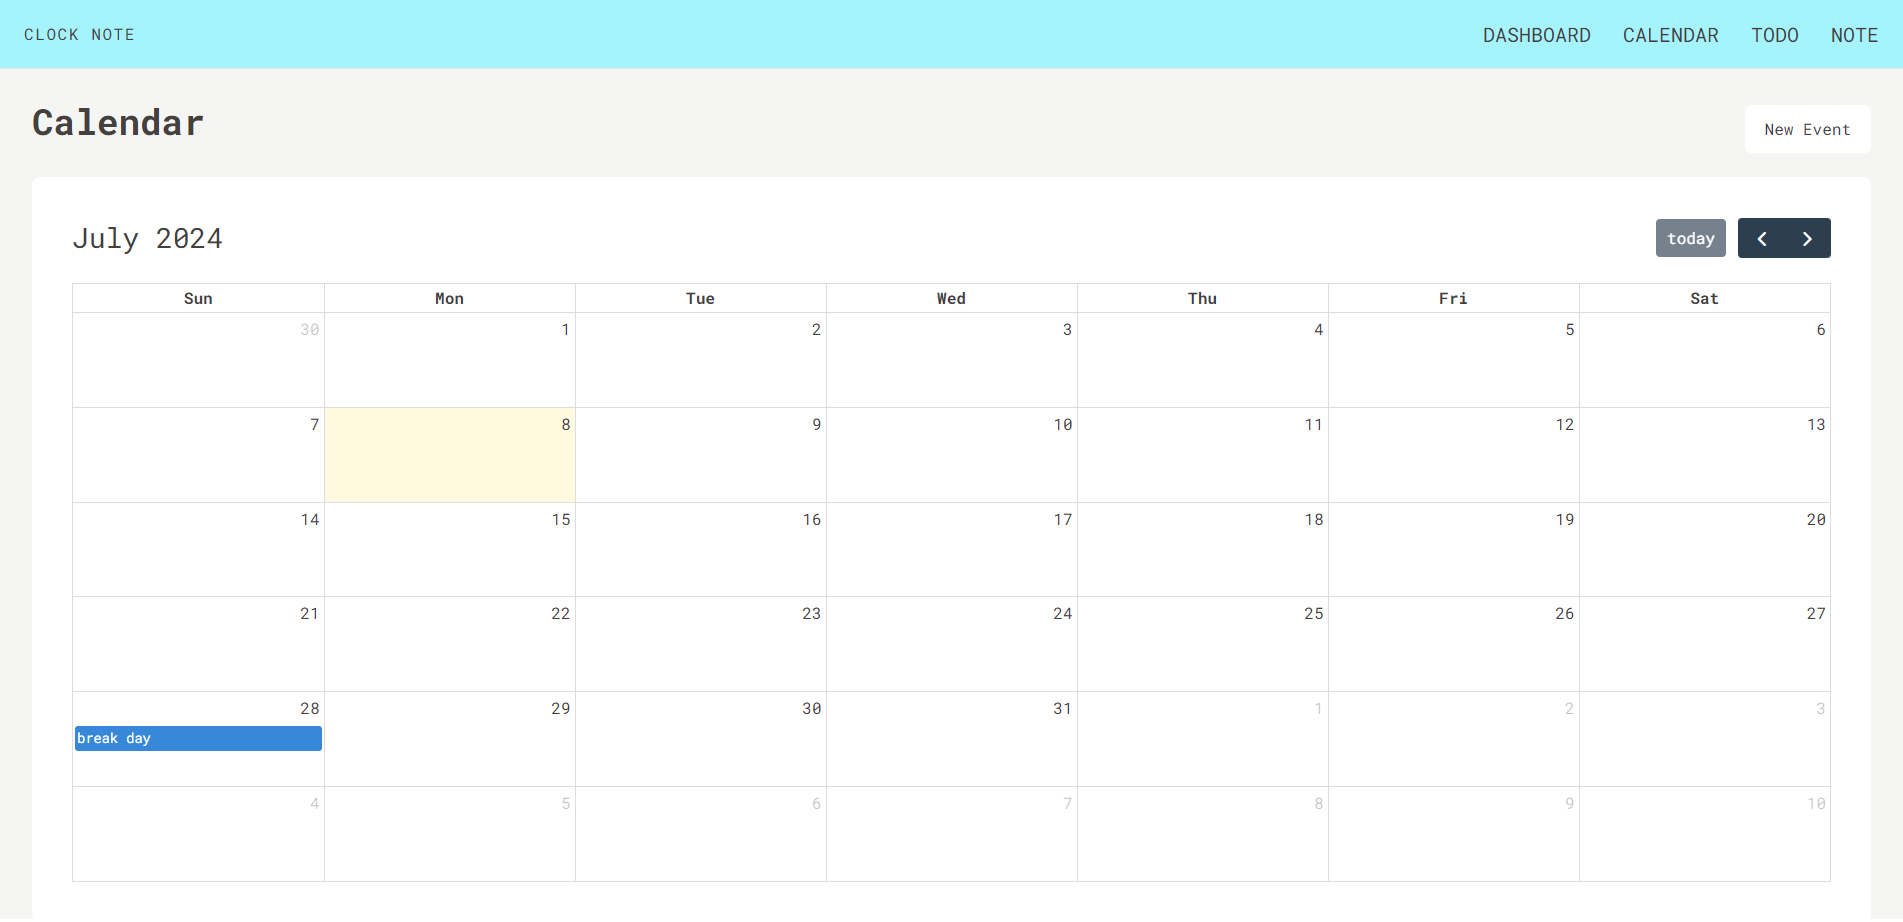 CLOCK NOTE
DASHBOARD CALENDAR TODO NOTE
Calendar
New Event
July 2024
today
Sun Mon Tue Wed Thu Fri Sat
30 1 2 3 4 5 6
7 8 9 10 11 12 13
14 15 16 17 18 19 20
21 22 23 24 25 26 27
28 29 30 31 1 2 3
break day
4 5 6 7 8 9 10